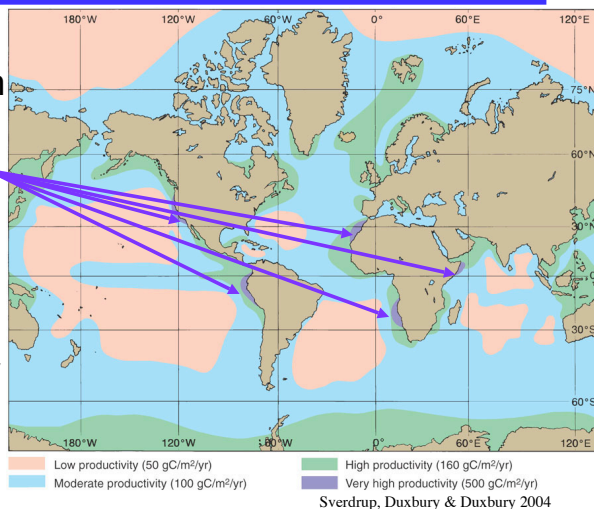 180°W 120°W 60°W 0° 60°E 120°E
75°N
60°N
30°N
0°
30°S
60°S
180°W 120°W 60°W 0° 60°E 120°E
Low productivity (50 gC/m²/yr) High productivity (160 gC/m²/yr)
Moderate productivity (100 gC/m²/yr) Very high productivity (500 gC/m²/yr)
Sverdrup, Duxbury & Duxbury 2004